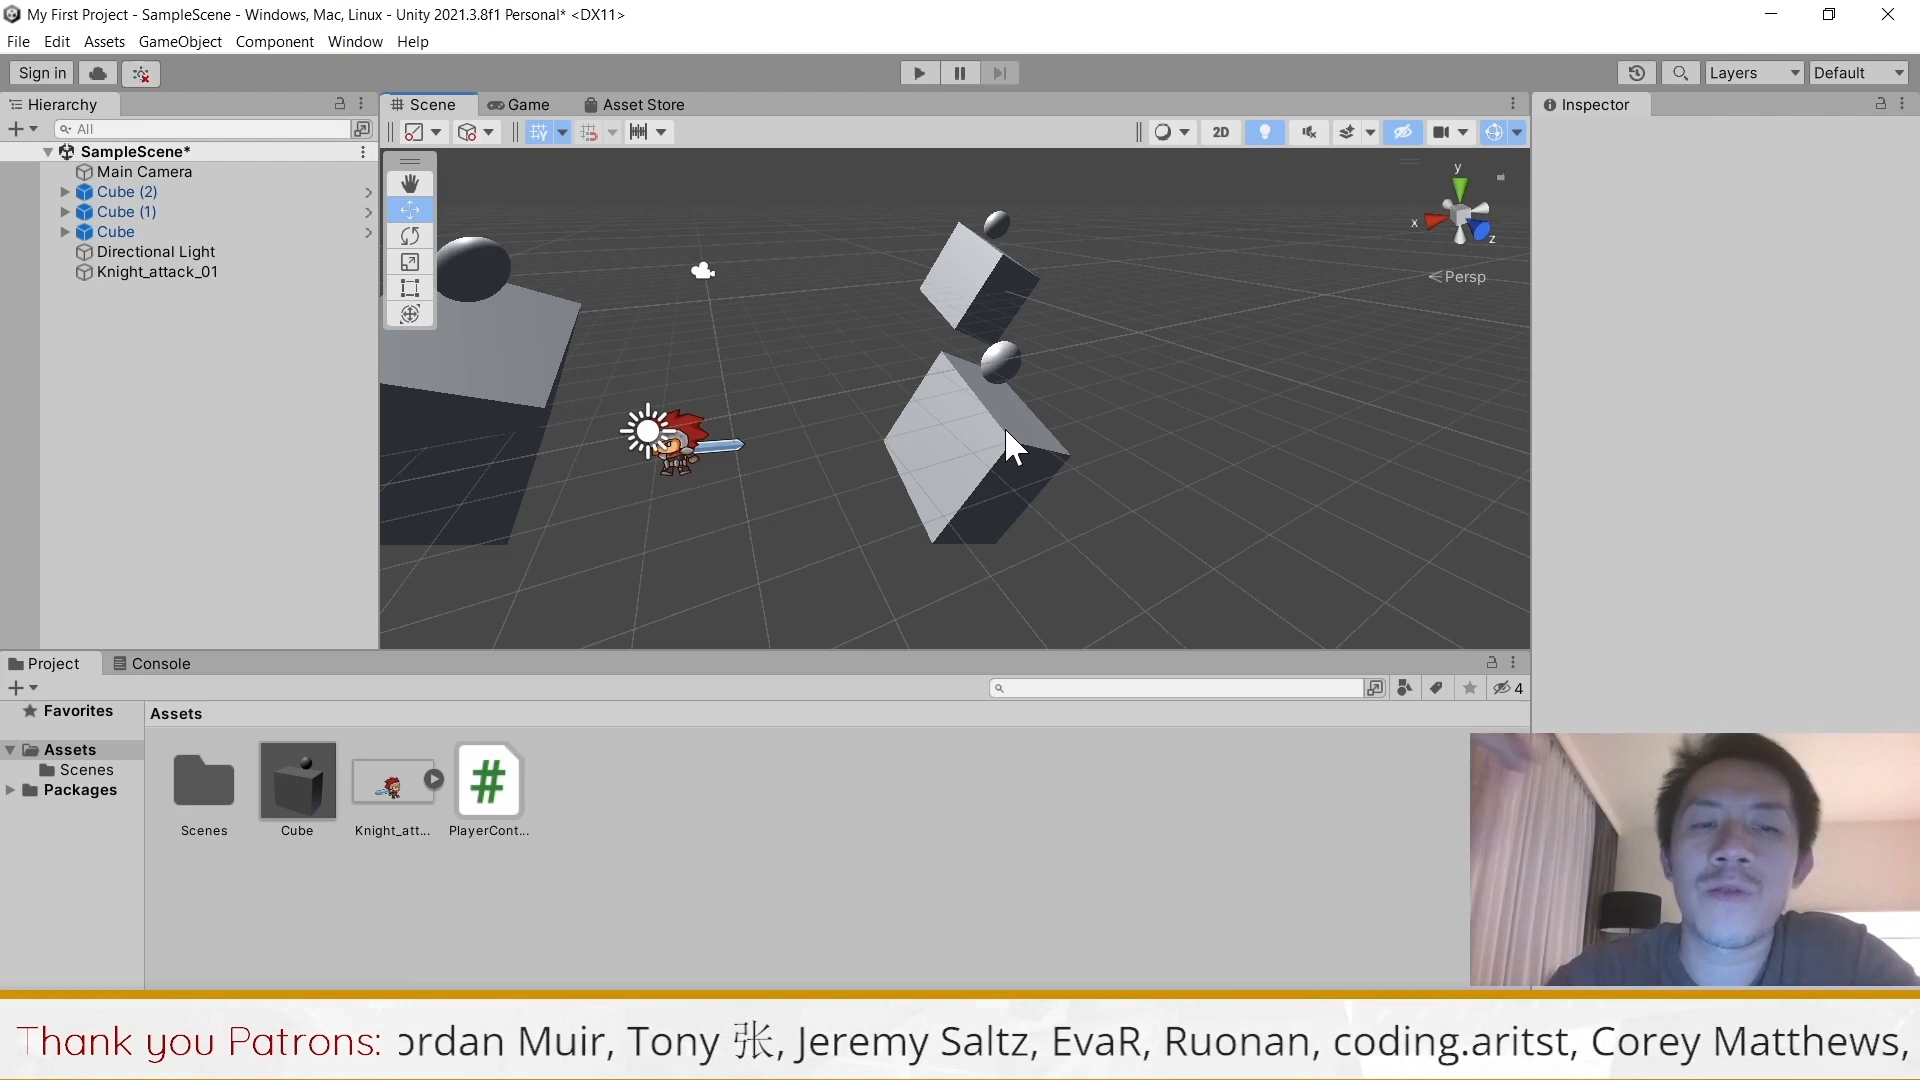 My First Project - SampleScene - Windows, Mac, Linux - Unity 2021.3.8f1 Personal* <DX11>
File Edit Assets GameObject Component Window Help
Sign in Layers Default
Hierarchy Scene Game Asset Store Inspector
All 2D
SampleScene*
Main Camera
Cube (2)
Cube (1)
Cube
Directional Light
Knight_attack_01
y
x
z
Persp
Project Console
4
Favorites
Assets
Assets
Scenes
Packages
Scenes Cube Knight_att... PlayerCont...
#
Thank you Patrons: ordan Muir, Tony 张, Jeremy Saltz, EvaR, Ruonan, coding.aritst, Corey Matthews,